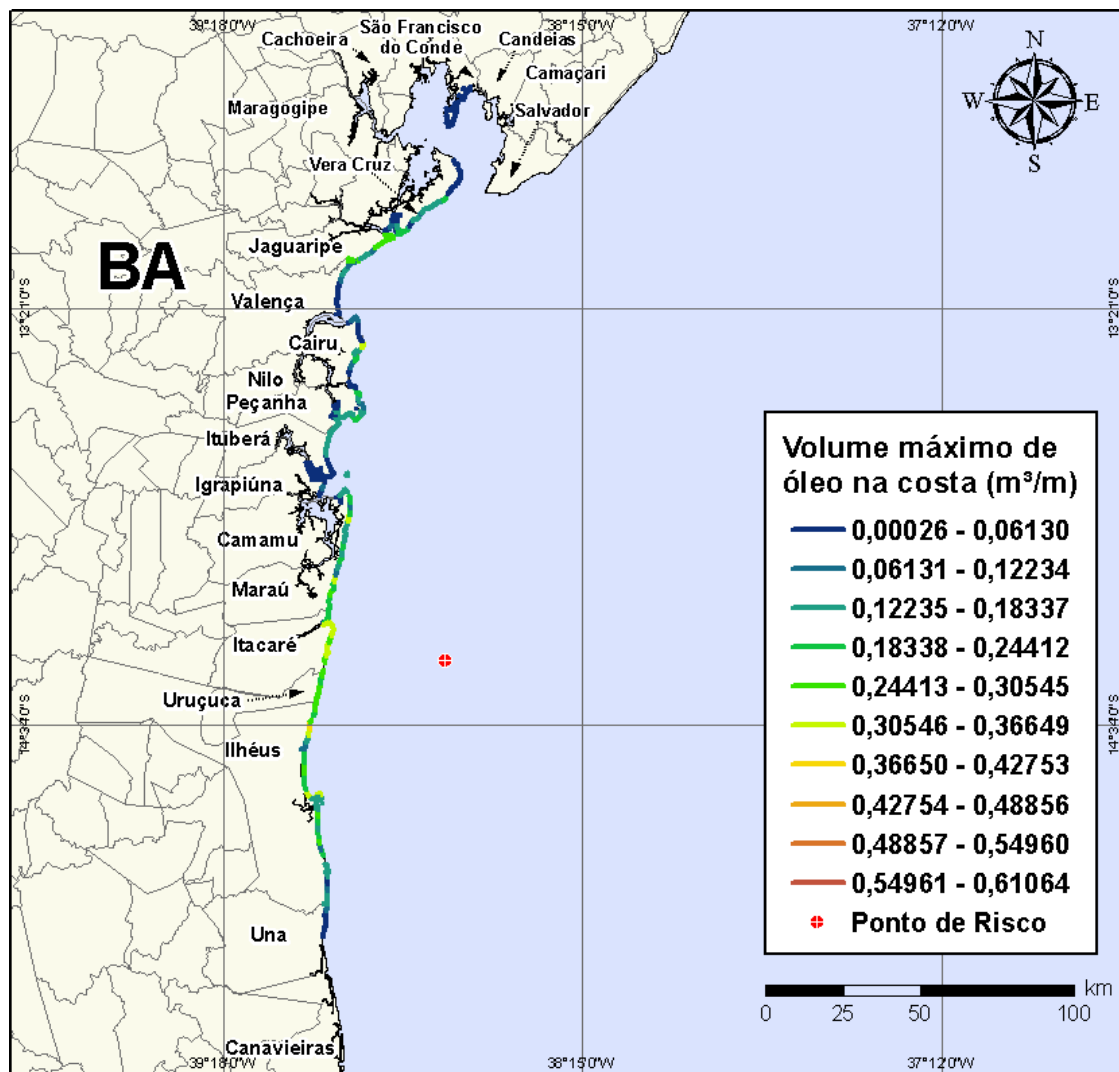 39°18'0"W
38°15'0"W
37°12'0"W
São Francisco
do Conde
Cachoeira
Candeias
Camaçari
Maragogipe
Salvador
Vera Cruz
N
W
E
S
Jaguaripe
BA
Valença
13°21'0"S
13°21'0"S
Cairu
Nilo
Peçanha
Ituberá
Igrapiúna
Camamu
Maraú
Itacaré
Uruçuca
14°34'0"S
14°34'0"S
Ilhéus
Una
Canavieiras
Volume máximo de
óleo na costa (m³/m)
0,00026 - 0,06130
0,06131 - 0,12234
0,12235 - 0,18337
0,18338 - 0,24412
0,24413 - 0,30545
0,30546 - 0,36649
0,36650 - 0,42753
0,42754 - 0,48856
0,48857 - 0,54960
0,54961 - 0,61064
Ponto de Risco
km
0 25 50 100
39°18'0"W
38°15'0"W
37°12'0"W